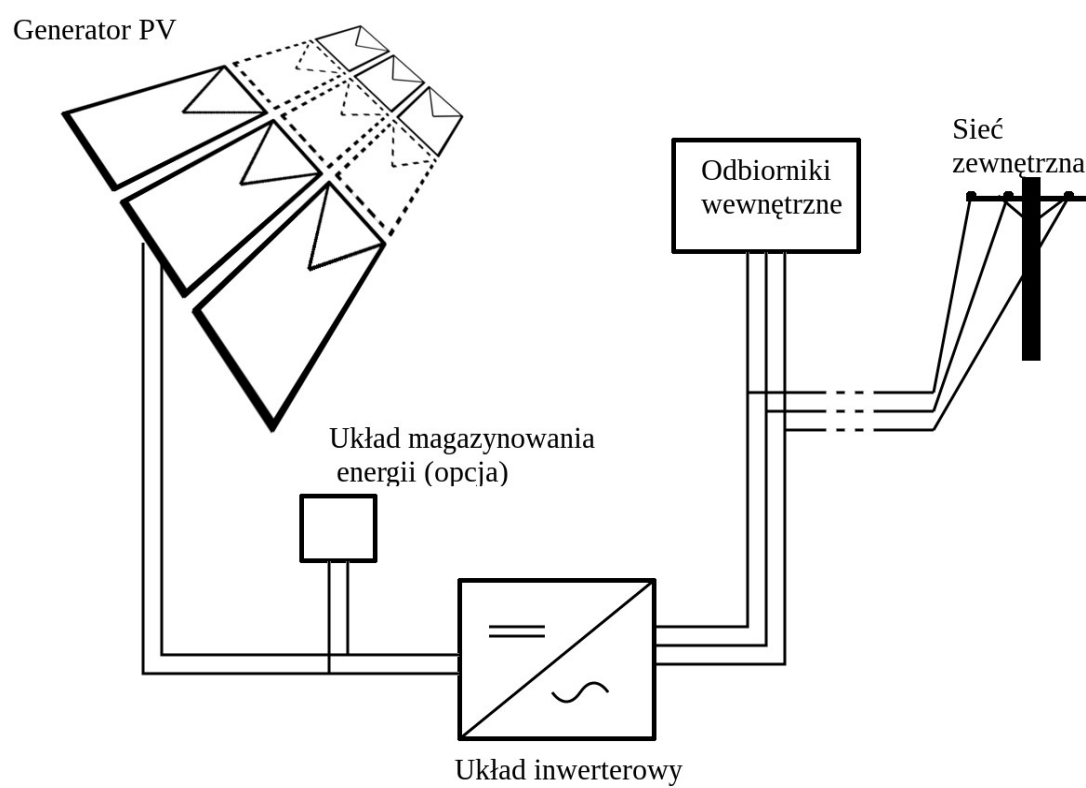 Generator PV
Sieć
zewnętrzna
Odbiorniki
wewnętrzne
Układ magazynowania
energii (opcja)
Układ inwerterowy